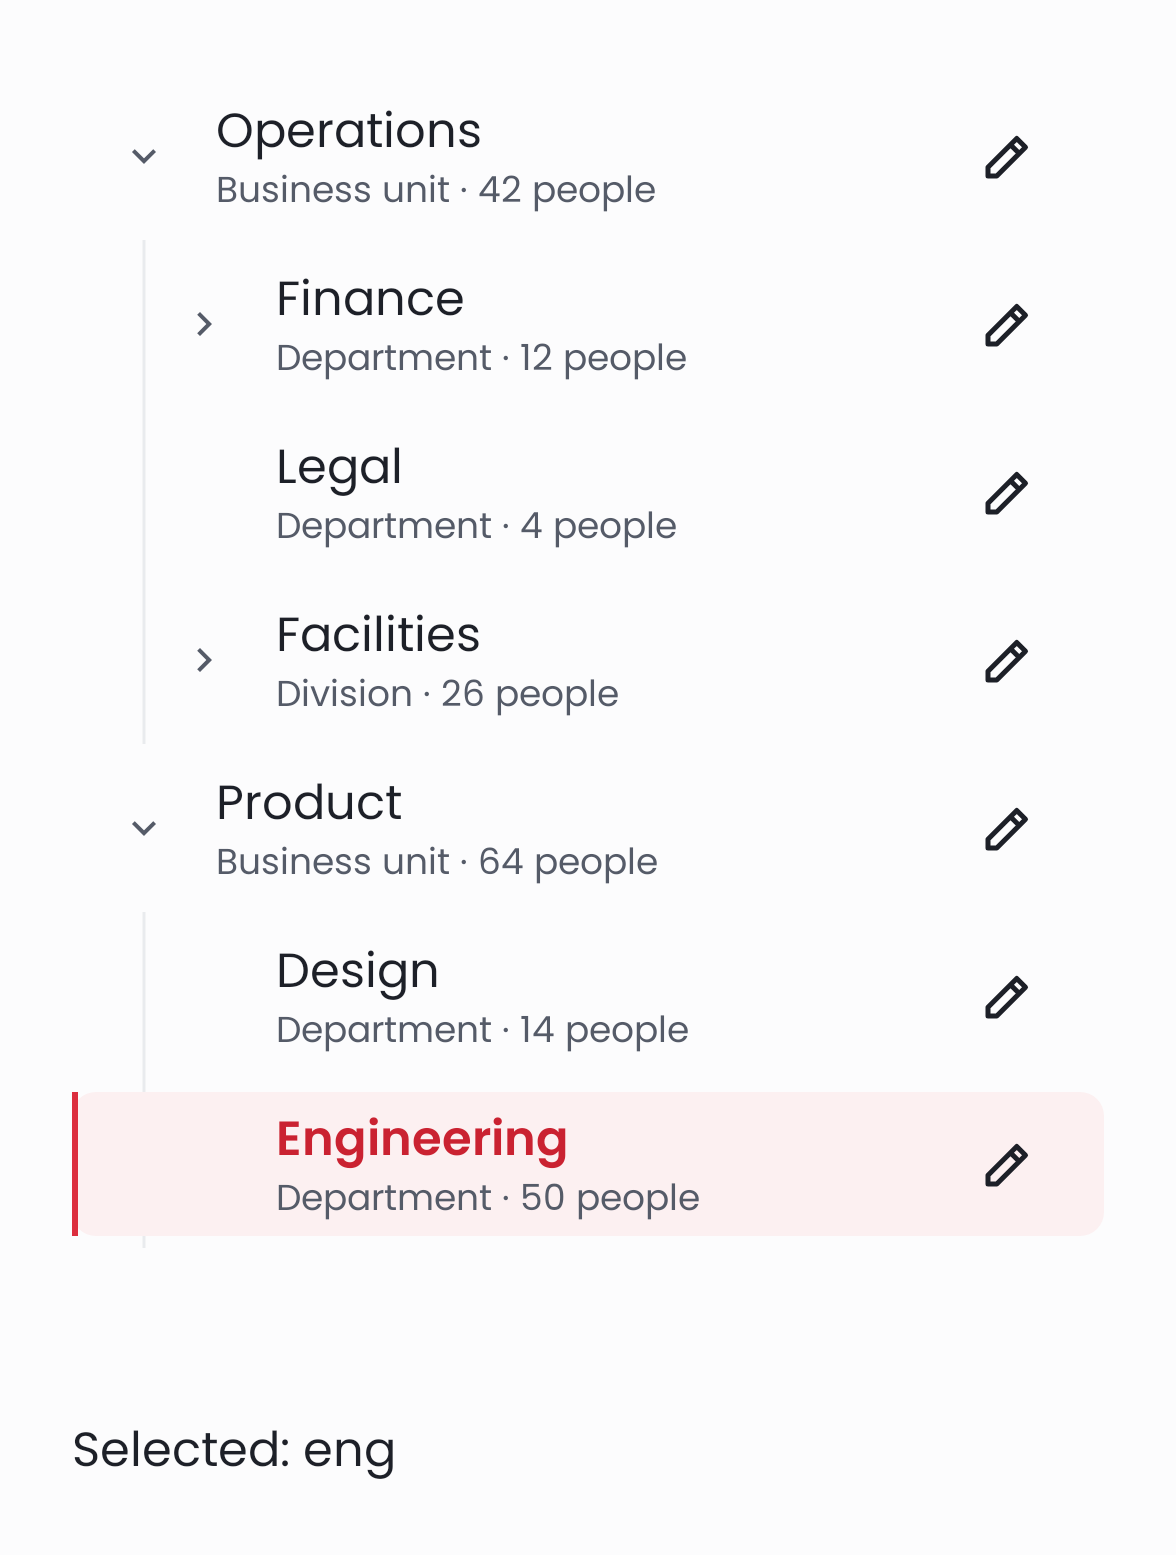 Operations
Business unit · 42 people
Finance
Department · 12 people
Legal
Department · 4 people
Facilities
Division · 26 people
Product
Business unit · 64 people
Design
Department · 14 people
Engineering
Department · 50 people
Selected: eng